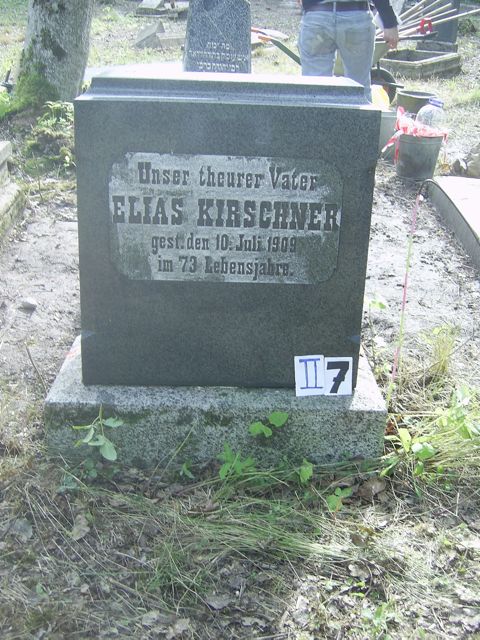 Unser theurer Vater
ELIAS KIRSCHNER
gest. den 10. Juli 1909
im 73 Lebensjahre.
II 7